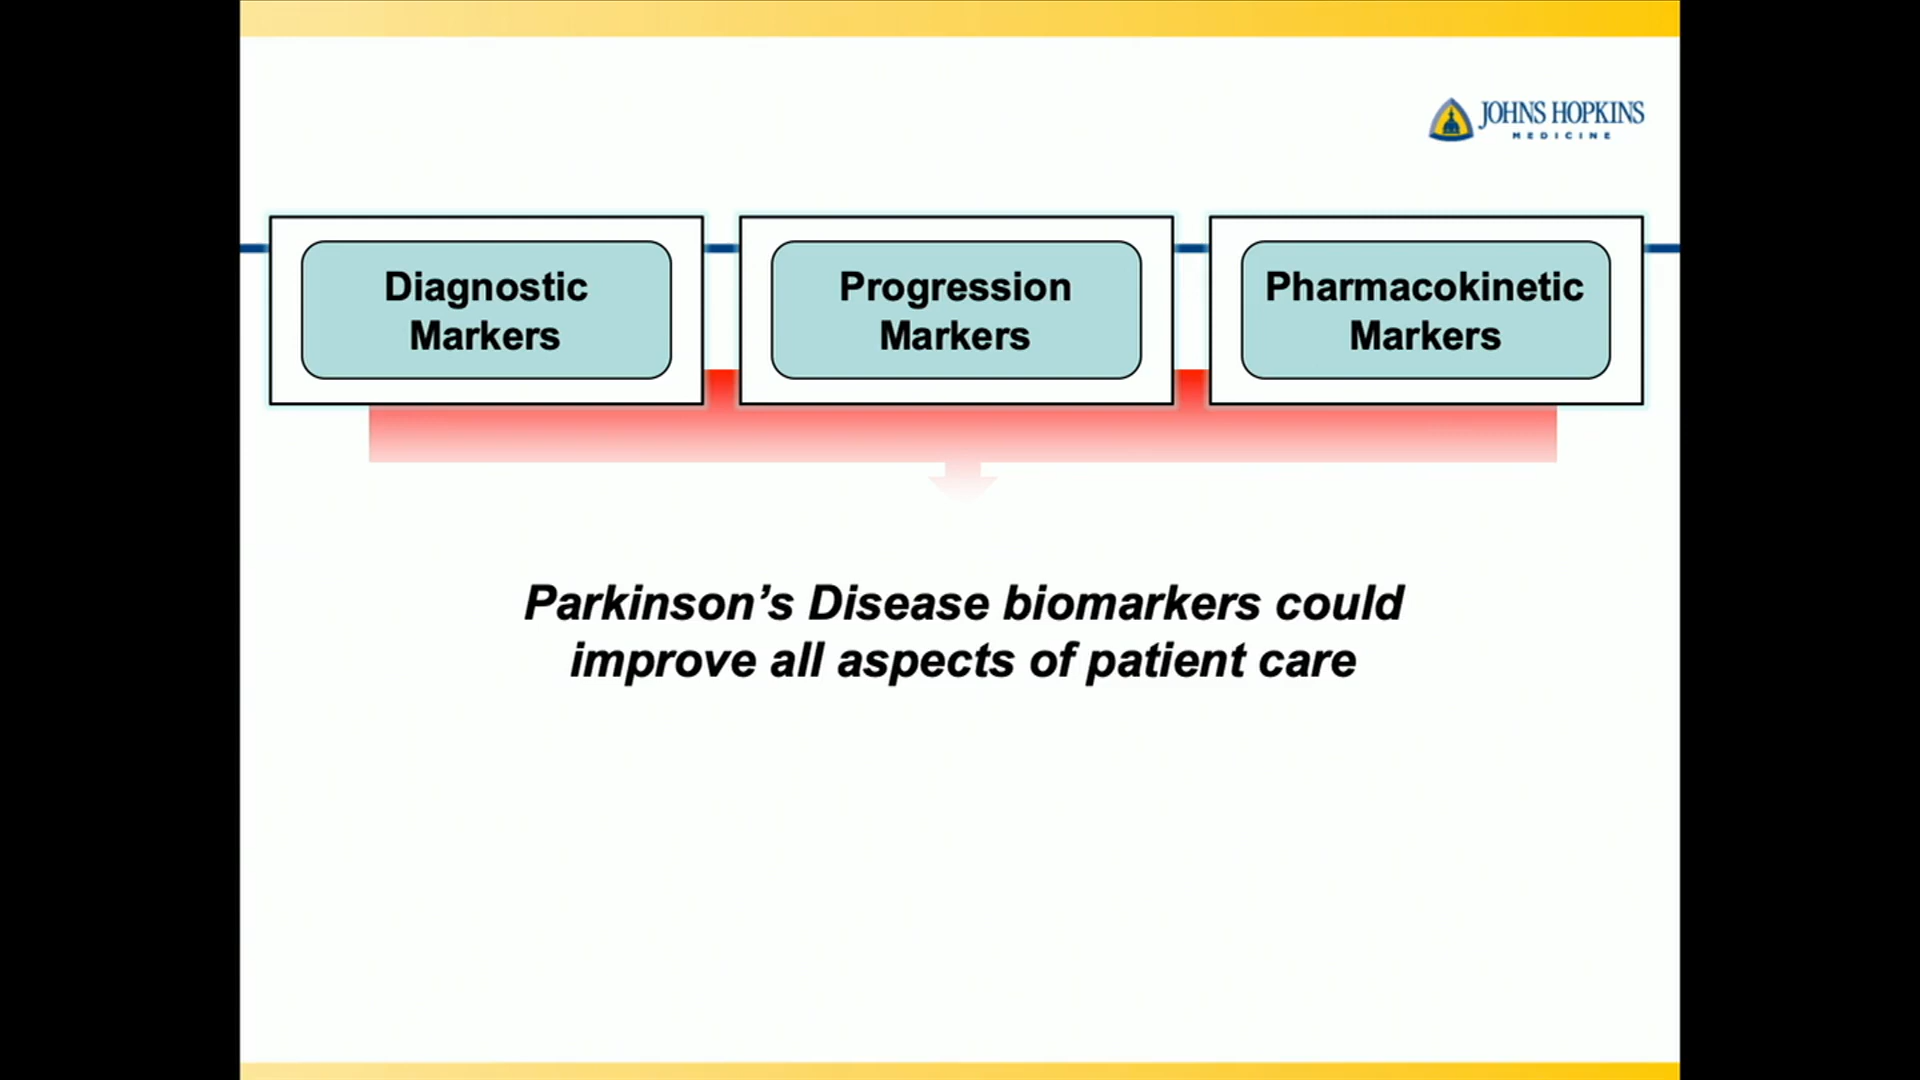 JOHNS HOPKINS
MEDICINE
Diagnostic
Markers
Progression
Markers
Pharmacokinetic
Markers
Parkinson’s Disease biomarkers could
improve all aspects of patient care